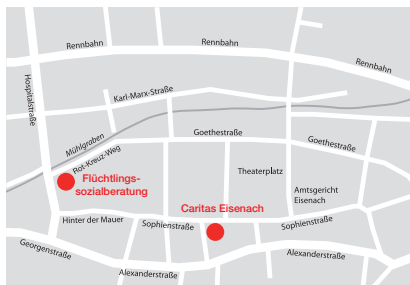 Rennbahn
Rennbahn
Rennbahn
Hospitalstraße
Karl-Marx-Straße
Mühlgraben
Goethestraße
Goethestraße
Rot-Kreuz-Weg
Flüchtlings-
sozialberatung
Theaterplatz
Amtsgericht
Eisenach
Caritas Eisenach
Hinter der Mauer
Sophienstraße
Sophienstraße
Georgenstraße
Alexanderstraße
Alexanderstraße